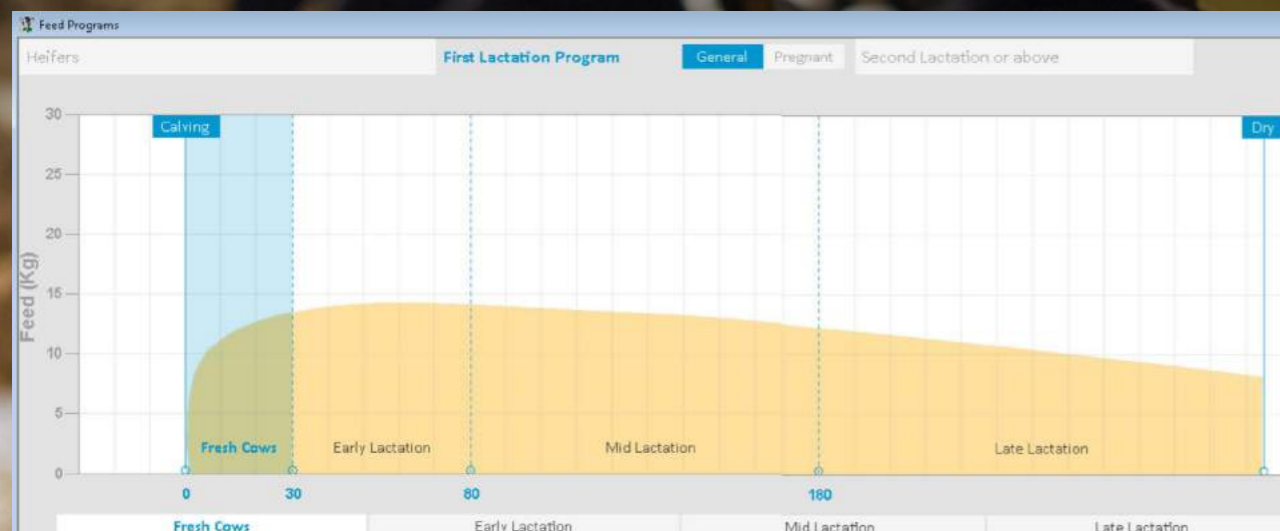 Feed Programs
Heifers
First Lactation Program
General
Pregnant
Second Lactation or above
30
Calving
Dry
25
20
15
10
5
0
Feed (Kg)
Fresh Cows
Early Lactation
Mid Lactation
Late Lactation
0
30
80
180
Fresh Cows
Early Lactation
Mid Lactation
Late Lactation